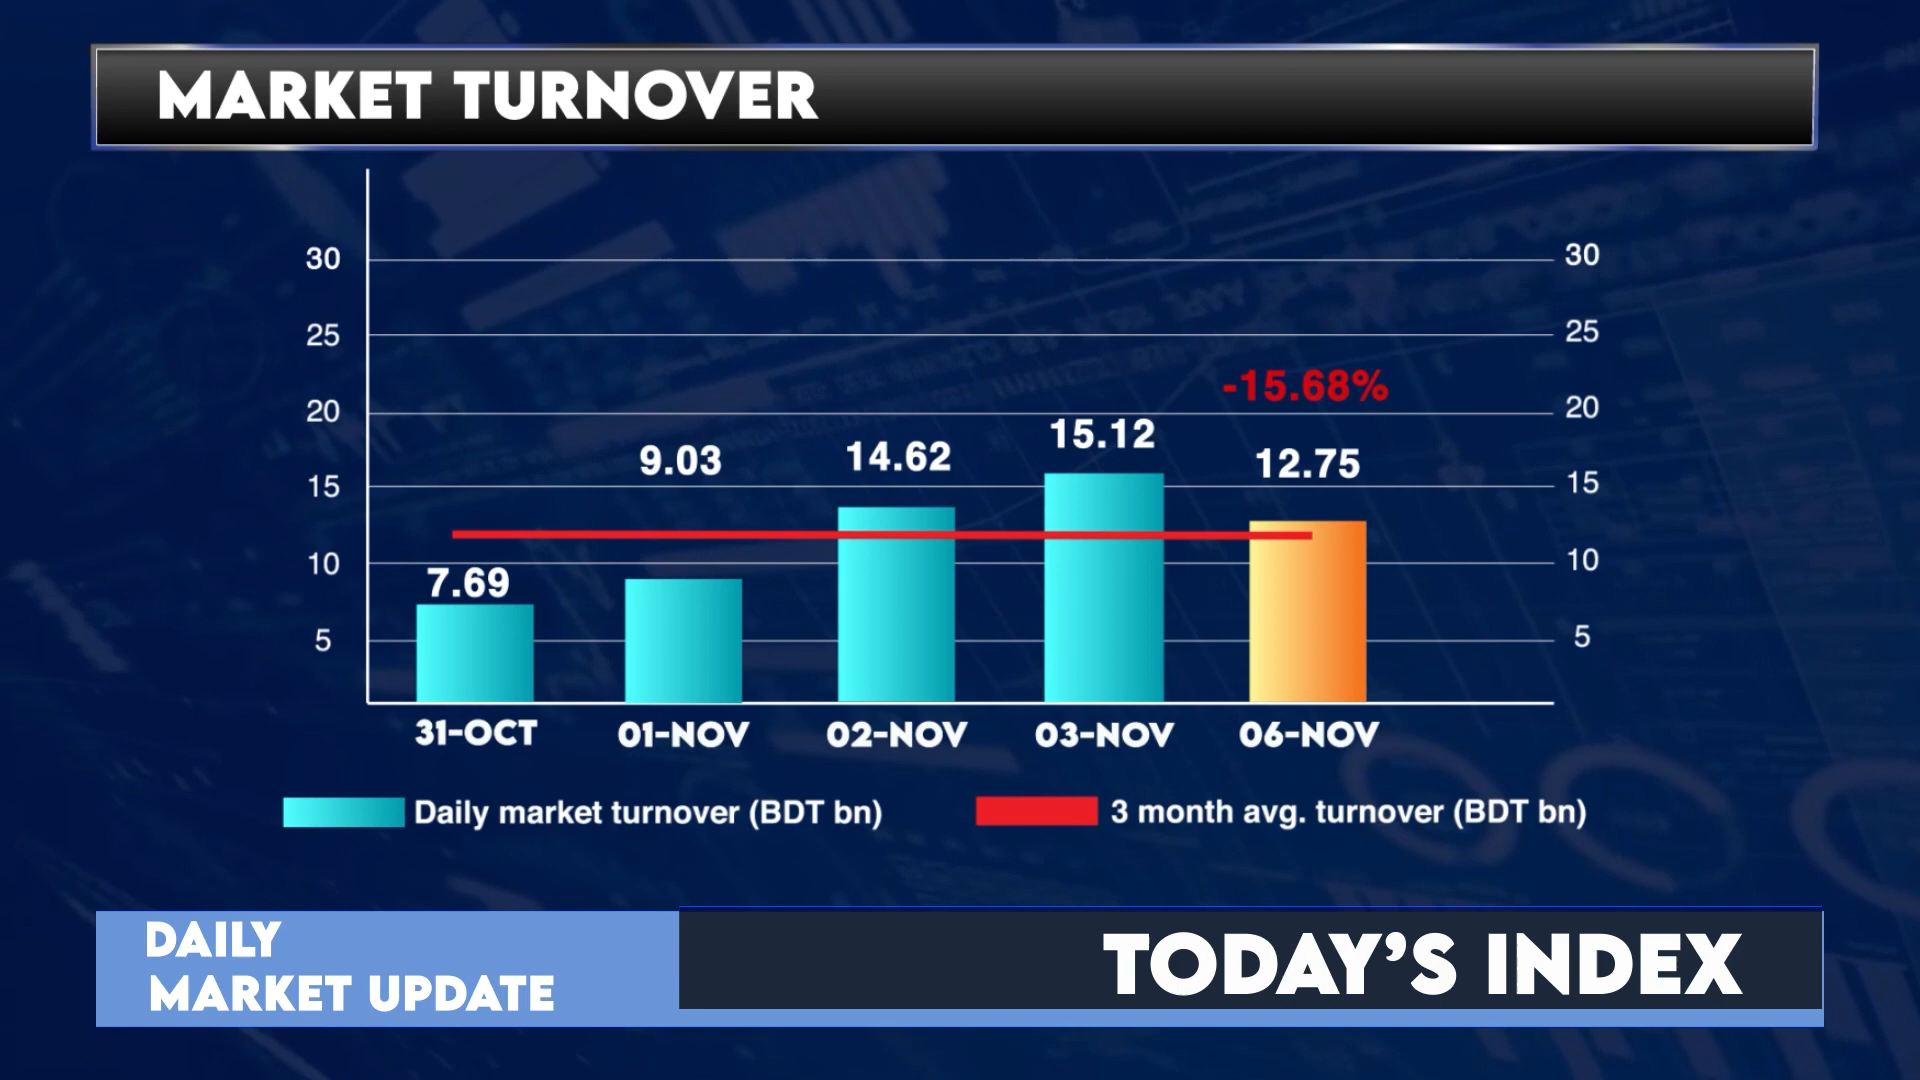 MARKET TURNOVER
30 30
25 25
-15.68%
20 20
9.03 14.62 15.12 12.75
15 15
10 10
7.69
5 5
31-OCT 01-NOV 02-NOV 03-NOV 06-NOV
Daily market turnover (BDT bn) 3 month avg. turnover (BDT bn)
DAILY
MARKET UPDATE
TODAY'S INDEX